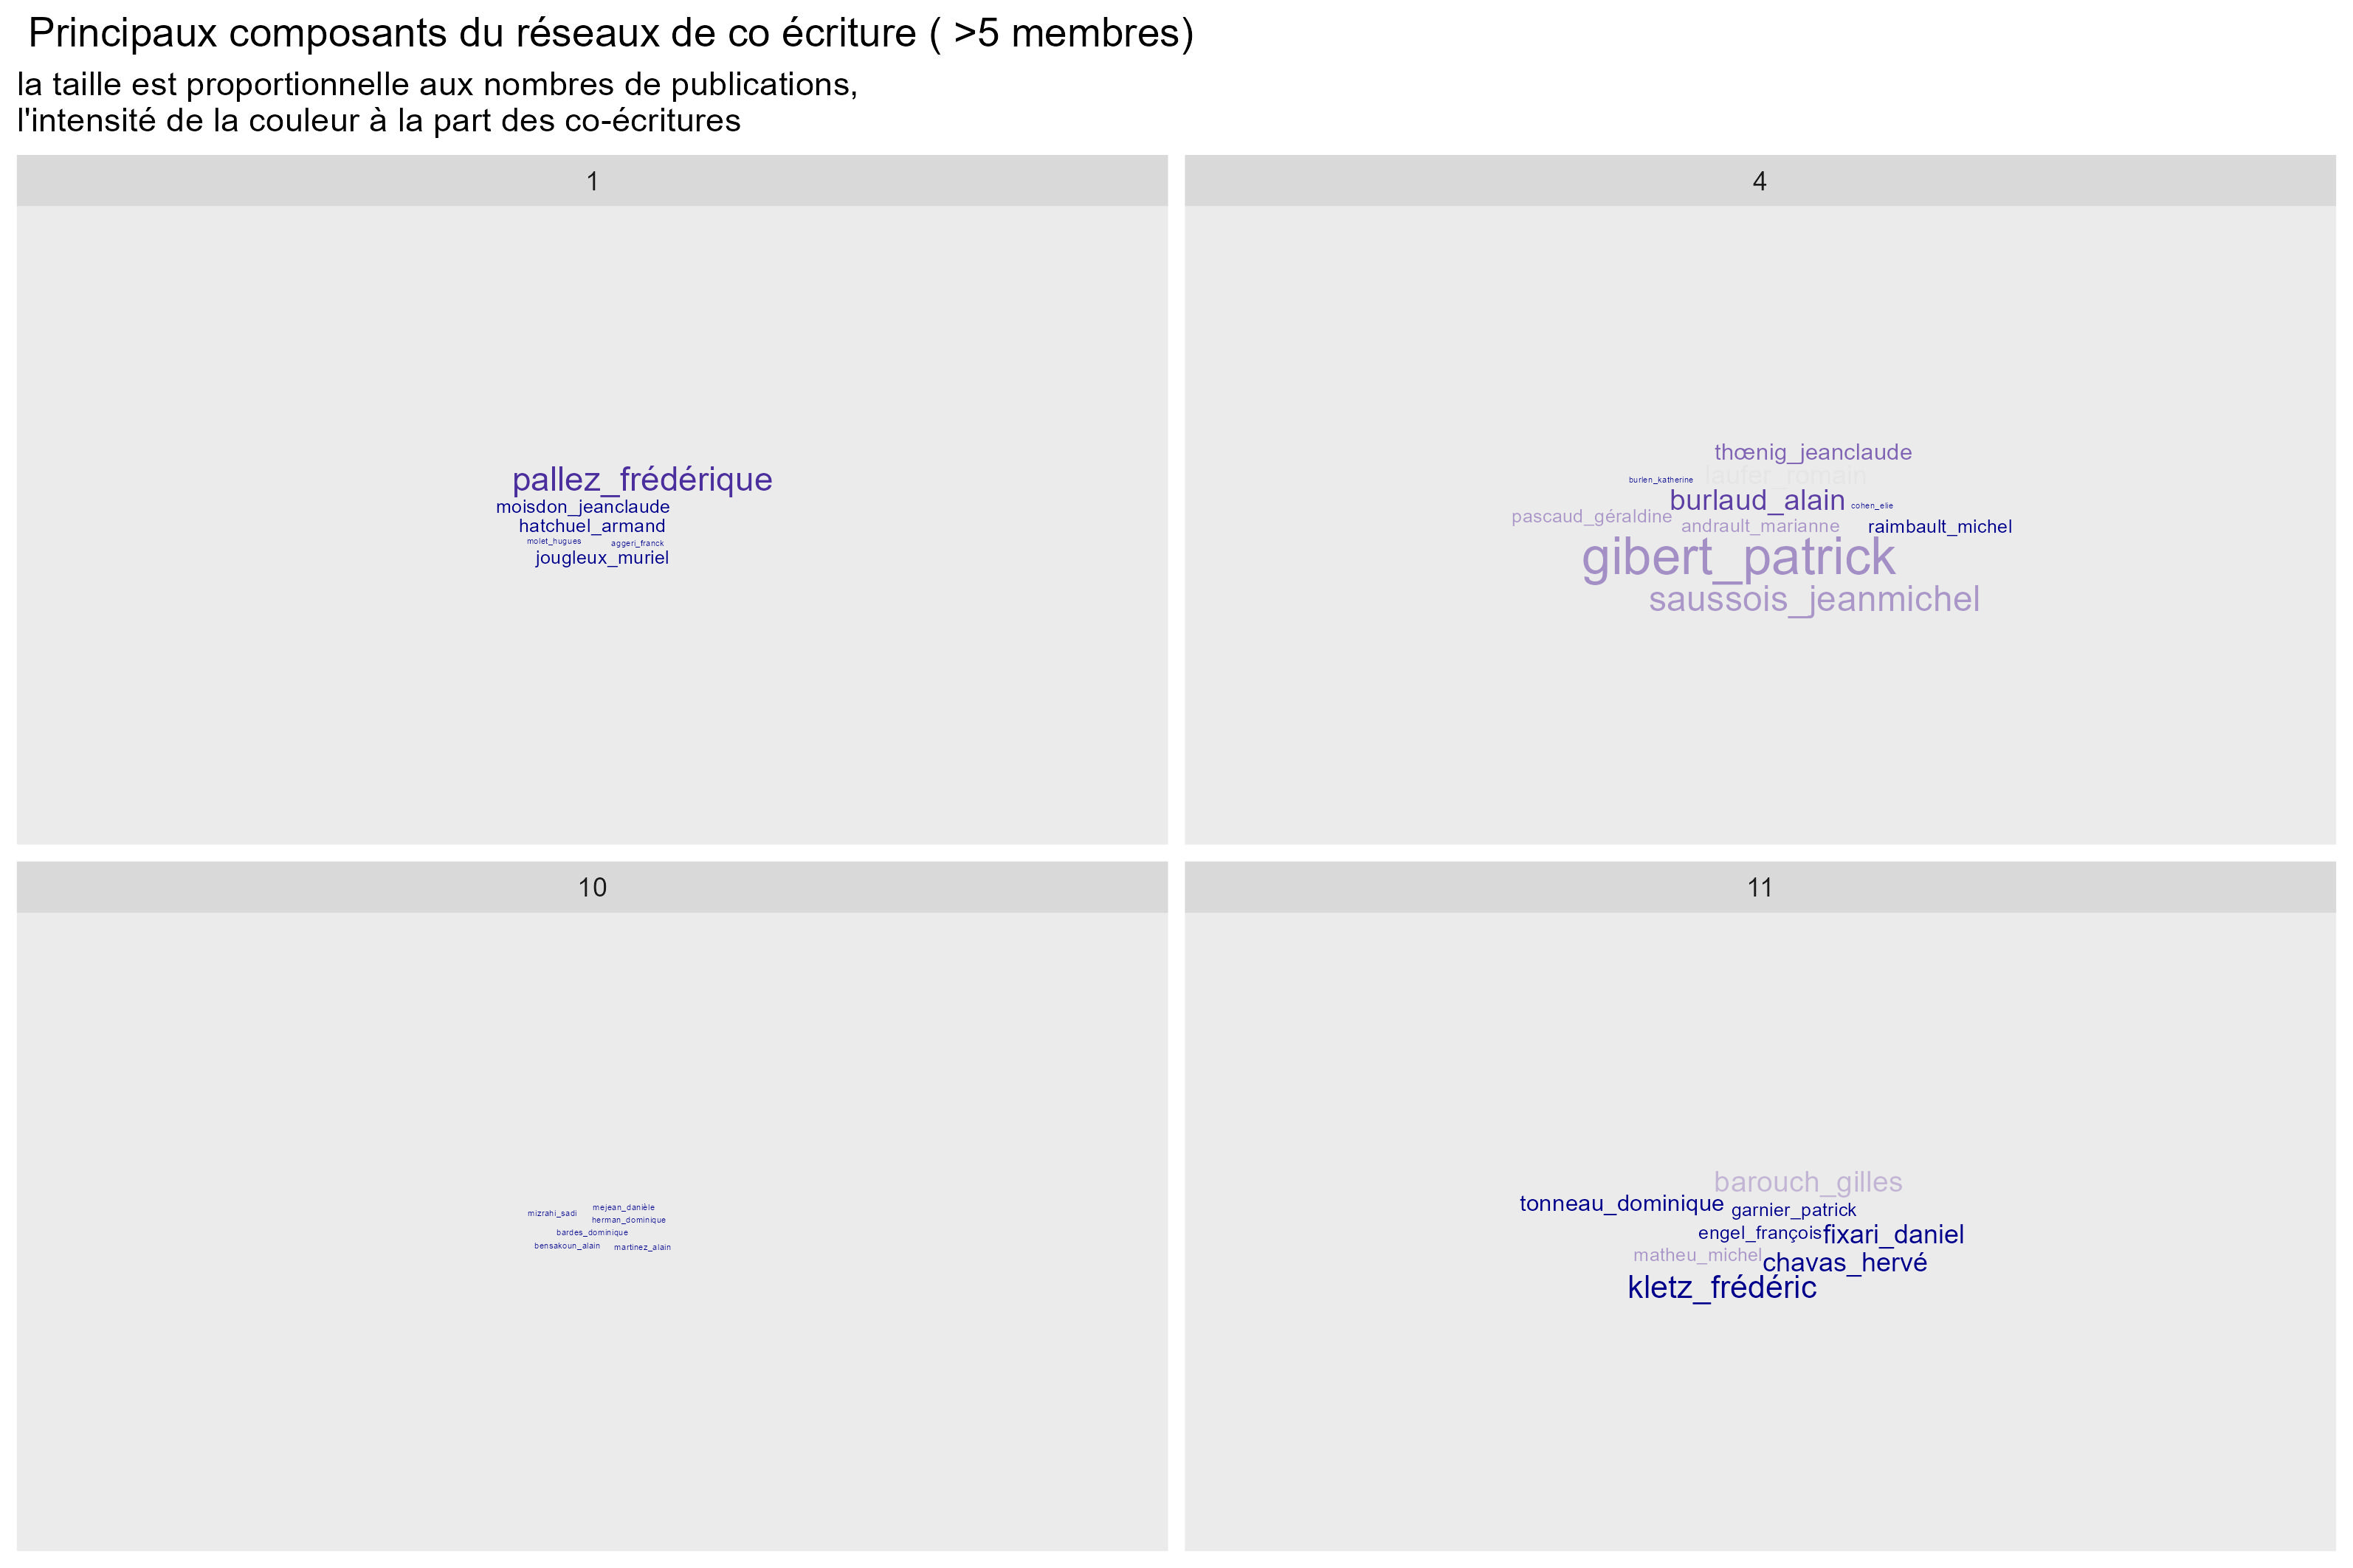 Principaux composants du réseaux de co écriture ( >5 membres)
la taille est proportionnelle aux nombres de publications,
l'intensité de la couleur à la part des co-écritures
1
pallez_frédérique
moisdon_jeanclaude
hatchuel_armand
molet_hugues aggeri_franck
jougleux_muriel
4
thœnig_jeanclaude
laufer_romain
burlen_katherine
burlaud_alain cohen_elie
pascaud_géraldine andrault_marianne raimbault_michel
gibert_patrick
saussois_jeanmichel
10
mejean_danièle
mizrahi_sadi
herman_dominique
bardes_dominique
bensakoun_alain martinez_alain
11
barouch_gilles
tonneau_dominique garnier_patrick
engel_françois fixari_daniel
matheu_michel chavas_hervé
kletz_frédéric